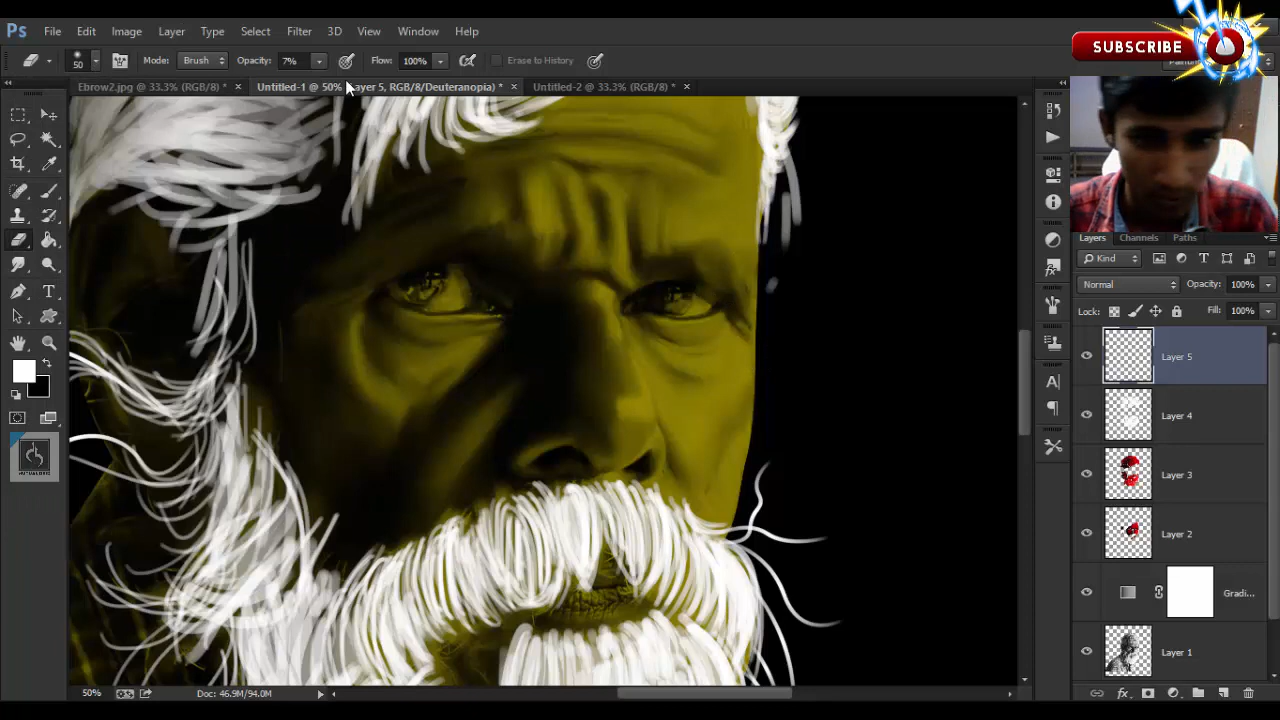 Ps File Edit Image Layer Type Select Filter 3D View Window Help
SUBSCRIBE
50 Mode: Brush Opacity: 7% Flow: 100% Erase to History
Ebrow2.jpg @ 33.3% (RGB/8) * × Untitled-1 @ 50% ayer 5, RGB/8/Deuteranopia) * × Untitled-2 @ 33.3% (RGB/8) * ×
Layers Channels Paths
Kind
Normal Opacity: 100%
Lock: Fill: 100%
Layer 5
Layer 4
Layer 3
Layer 2
Gradi...
Layer 1
50% Doc: 46.9M/94.0M